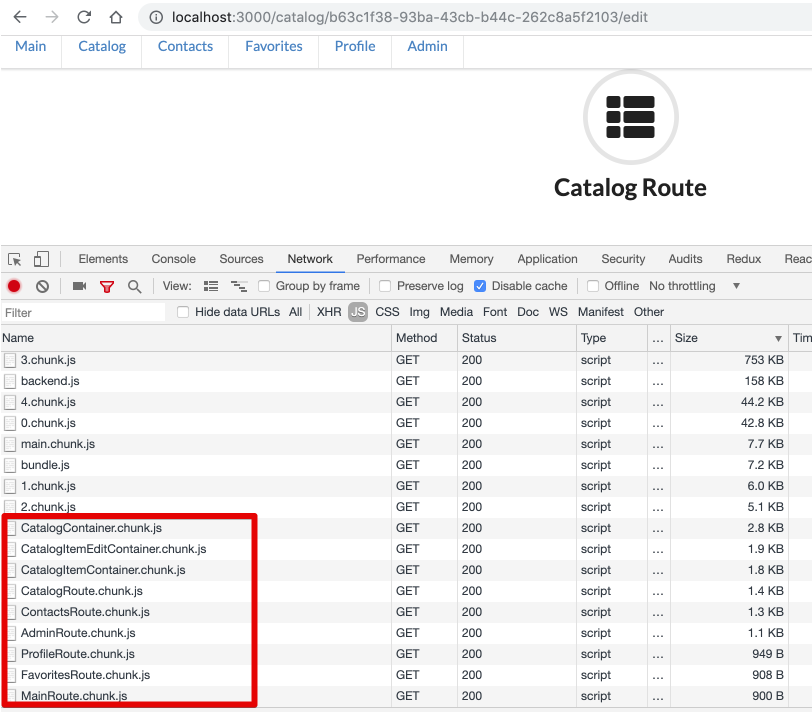 localhost:3000/catalog/b63c1f38-93ba-43cb-b44c-262c8a5f2103/edit
Main Catalog Contacts Favorites Profile Admin
Catalog Route
Elements Console Sources Network Performance Memory Application Security Audits Redux Reac
View: Group by frame Preserve log Disable cache Offline No throttling
Filter Hide data URLs All XHR JS CSS Img Media Font Doc WS Manifest Other
Name Method Status Type ... Size Tim
3.chunk.js GET 200 script ... 753 KB
backend.js GET 200 script ... 158 KB
4.chunk.js GET 200 script ... 44.2 KB
0.chunk.js GET 200 script ... 42.8 KB
main.chunk.js GET 200 script ... 7.7 KB
bundle.js GET 200 script ... 7.2 KB
1.chunk.js GET 200 script ... 6.0 KB
2.chunk.js GET 200 script ... 5.1 KB
CatalogContainer.chunk.js GET 200 script ... 2.8 KB
CatalogItemEditContainer.chunk.js GET 200 script ... 1.9 KB
CatalogItemContainer.chunk.js GET 200 script ... 1.8 KB
CatalogRoute.chunk.js GET 200 script ... 1.4 KB
ContactsRoute.chunk.js GET 200 script ... 1.3 KB
AdminRoute.chunk.js GET 200 script ... 1.1 KB
ProfileRoute.chunk.js GET 200 script ... 949 B
FavoritesRoute.chunk.js GET 200 script ... 908 B
MainRoute.chunk.js GET 200 script ... 900 B